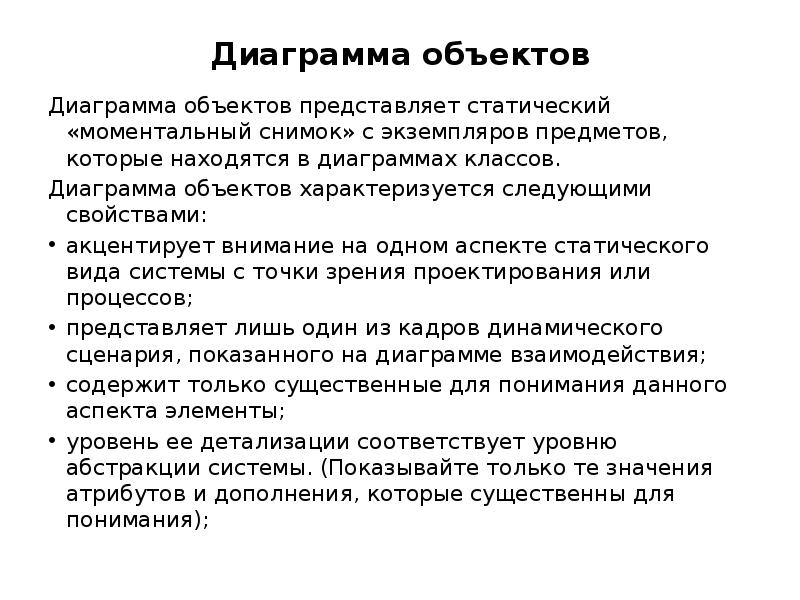 Диаграмма объектов
Диаграмма объектов представляет статический
«моментальный снимок» с экземпляров предметов,
которые находятся в диаграммах классов.
Диаграмма объектов характеризуется следующими
свойствами:
• акцентирует внимание на одном аспекте статического
вида системы с точки зрения проектирования или
процессов;
• представляет лишь один из кадров динамического
сценария, показанного на диаграмме взаимодействия;
• содержит только существенные для понимания данного
аспекта элементы;
• уровень ее детализации соответствует уровню
абстракции системы. (Показывайте только те значения
атрибутов и дополнения, которые существенны для
понимания);